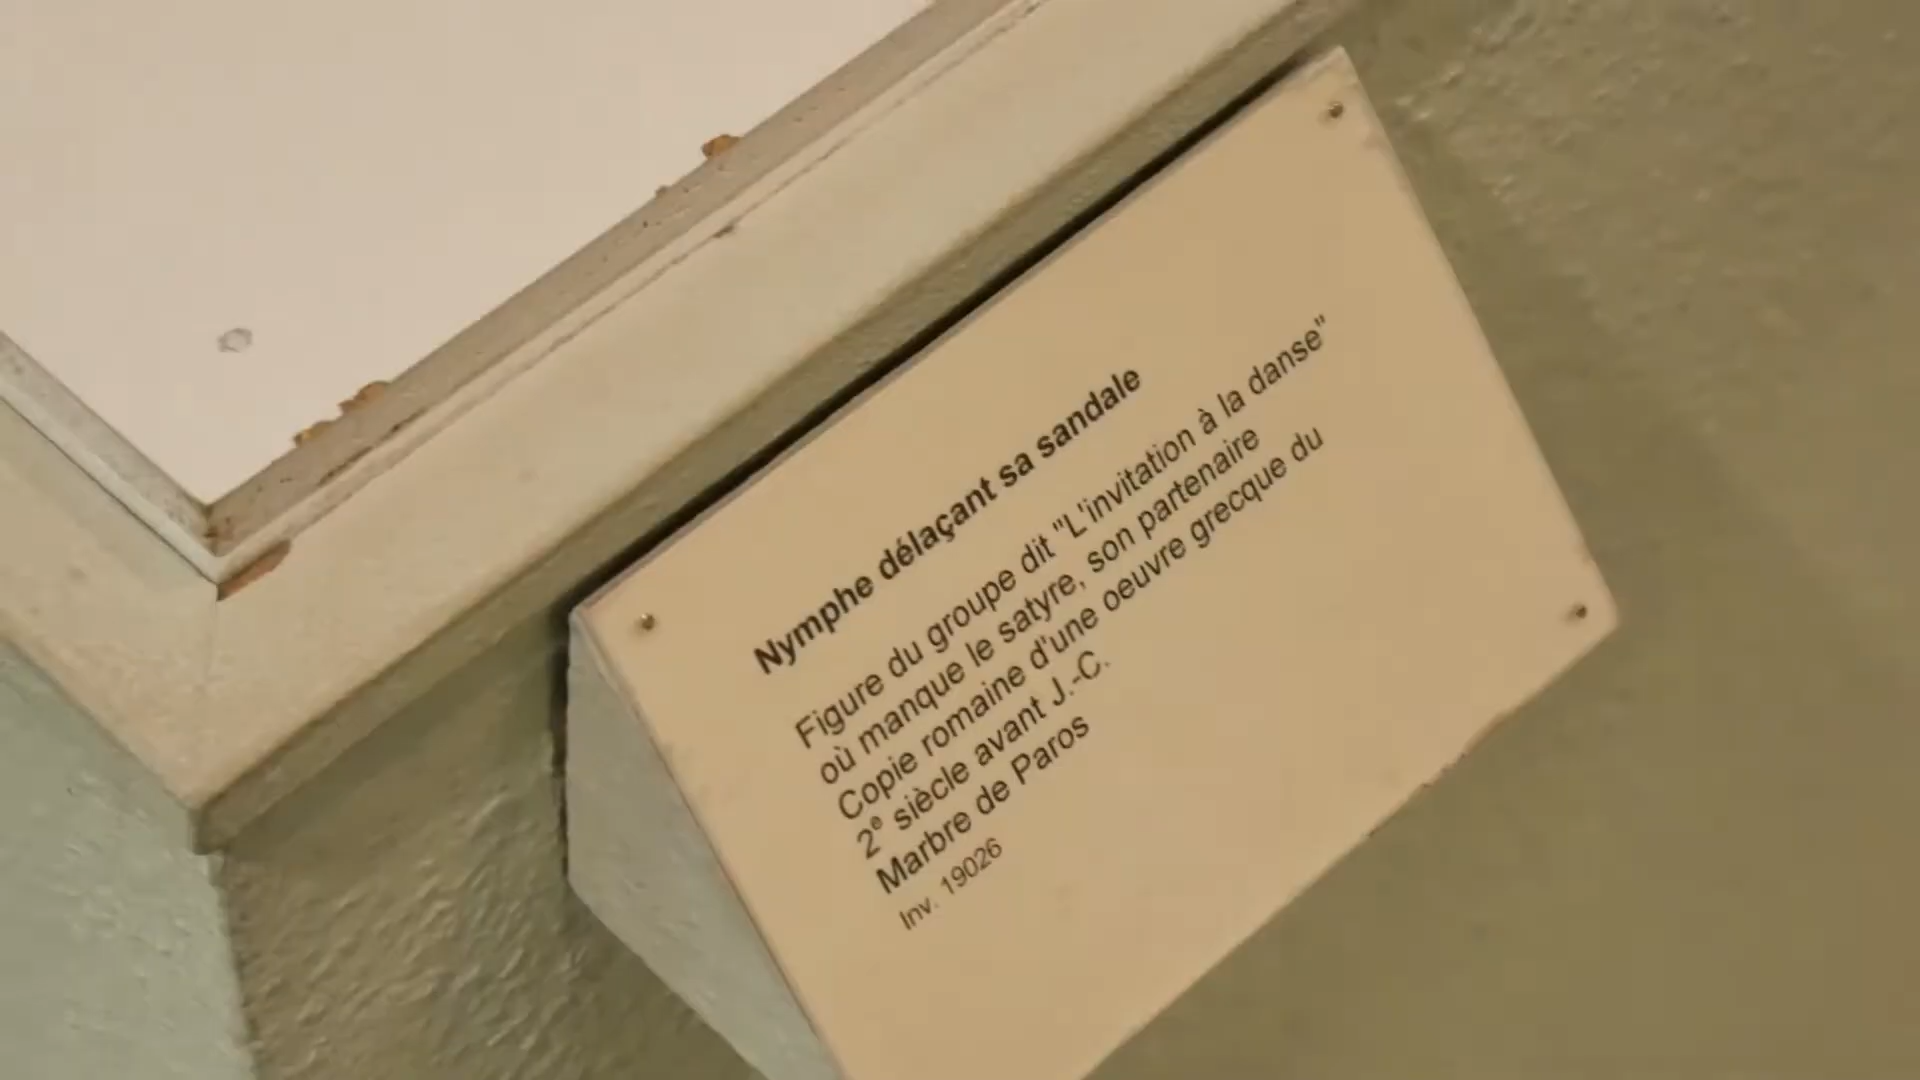 Nymphe délaçant sa sandale
Figure du groupe dit "L'invitation à la danse"
où manque le satyre, son partenaire
Copie romaine d'une oeuvre grecque du
2e siècle avant J.-C.
Marbre de Paros
Inv. 19026